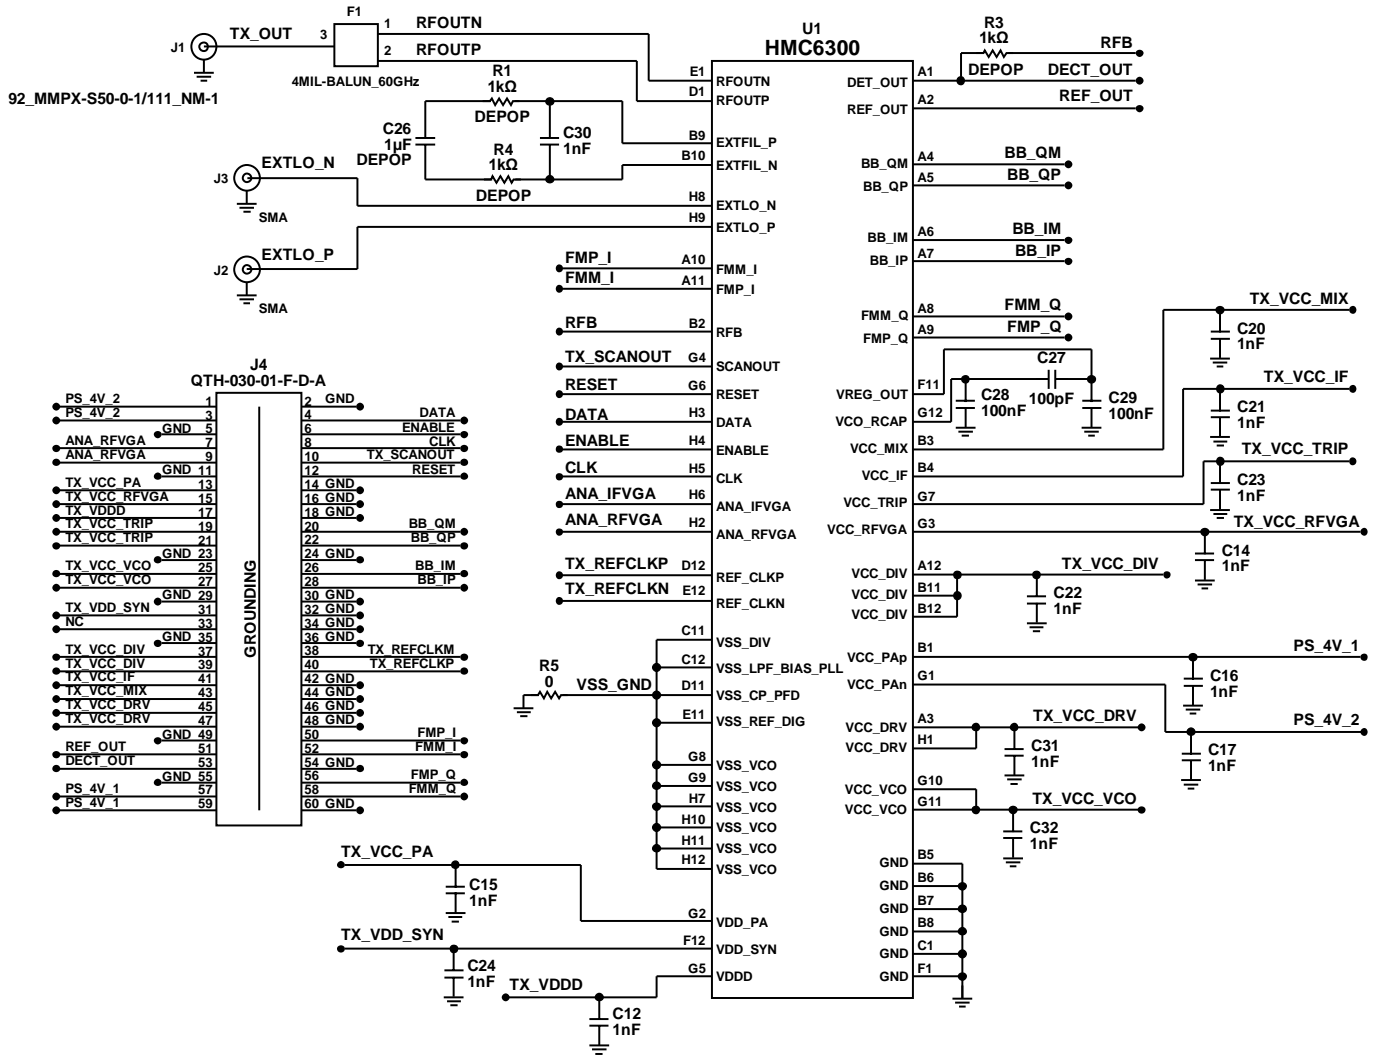 F1
TX_OUT
3
1
RFOUTN
2
RFOUTP
J1
4MIL-BALUN_60GHz
92_MMPX-S50-0-1/111_NM-1
R1
1kΩ
DEPOP
C26
1µF
DEPOP
C30
1nF
R4
1kΩ
DEPOP
EXTLO_N
J3
SMA
EXTLO_P
J2
SMA
U1
HMC6300
E1 RFOUTN
D1 RFOUTP
B9 EXTFIL_P
B10 EXTFIL_N
H8 EXTLO_N
H9 EXTLO_P
FMP_I A10 FMM_I
FMM_I A11 FMP_I
RFB B2 RFB
TX_SCANOUT G4 SCANOUT
RESET G6 RESET
DATA H3 DATA
ENABLE H4 ENABLE
CLK H5 CLK
ANA_IFVGA H6 ANA_IFVGA
ANA_RFVGA H2 ANA_RFVGA
TX_REFCLKP D12 REF_CLKP
TX_REFCLKN E12 REF_CLKN
C11 VSS_DIV
C12 VSS_LPF_BIAS_PLL
R5
0
VSS_GND
D11 VSS_CP_PFD
E11 VSS_REF_DIG
G8 VSS_VCO
G9 VSS_VCO
H7 VSS_VCO
H10 VSS_VCO
H11 VSS_VCO
H12 VSS_VCO
TX_VCC_PA
C15
1nF
G2 VDD_PA
TX_VDD_SYN F12 VDD_SYN
C24
1nF
G5 VDDD
TX_VDDD
C12
1nF
R3
1kΩ
DEPOP
RFB
DET_OUT A1 DECT_OUT
REF_OUT A2 REF_OUT
BB_QM A4 BB_QM
BB_QP A5 BB_QP
BB_IM A6 BB_IM
BB_IP A7 BB_IP
FMM_Q A8 FMM_Q
FMP_Q A9 FMP_Q
VREG_OUT F11
VCO_RCAP G12
C27
100pF
C28
100nF
C29
100nF
VCC_MIX B3
TX_VCC_MIX
C20
1nF
VCC_IF B4
TX_VCC_IF
C21
1nF
VCC_TRIP G7
TX_VCC_TRIP
C23
1nF
VCC_RFVGA G3 TX_VCC_RFVGA
C14
1nF
VCC_DIV A12 TX_VCC_DIV
VCC_DIV B11
VCC_DIV B12
C22
1nF
VCC_PAp B1 PS_4V_1
C16
1nF
VCC_PAn G1
PS_4V_2
C17
1nF
VCC_DRV A3 TX_VCC_DRV
VCC_DRV H1
C31
1nF
VCC_VCO G10
VCC_VCO G11 TX_VCC_VCO
C32
1nF
GND B5
GND B6
GND B7
GND B8
GND C1
GND F1
J4
QTH-030-01-F-D-A
GROUNDING
PS_4V_2 1 2 GND
PS_4V_2 3 4 DATA
GND 5 6 ENABLE
ANA_RFVGA 7 8 CLK
ANA_RFVGA 9 10 TX_SCANOUT
GND 11 12 RESET
TX_VCC_PA 13 14 GND
TX_VCC_RFVGA 15 16 GND
TX_VDDD 17 18 GND
TX_VCC_TRIP 19 20 BB_QM
TX_VCC_TRIP 21 22 BB_QP
GND 23 24 GND
TX_VCC_VCO 25 26 BB_IM
TX_VCC_VCO 27 28 BB_IP
GND 29 30 GND
TX_VDD_SYN 31 32 GND
NC 33 34 GND
GND 35 36 GND
TX_VCC_DIV 37 38 TX_REFCLKM
TX_VCC_DIV 39 40 TX_REFCLKP
TX_VCC_IF 41 42 GND
TX_VCC_MIX 43 44 GND
TX_VCC_DRV 45 46 GND
TX_VCC_DRV 47 48 GND
GND 49 50 FMP_I
REF_OUT 51 52 FMM_I
DECT_OUT 53 54 GND
GND 55 56 FMP_Q
PS_4V_1 57 58 FMM_Q
PS_4V_1 59 60 GND